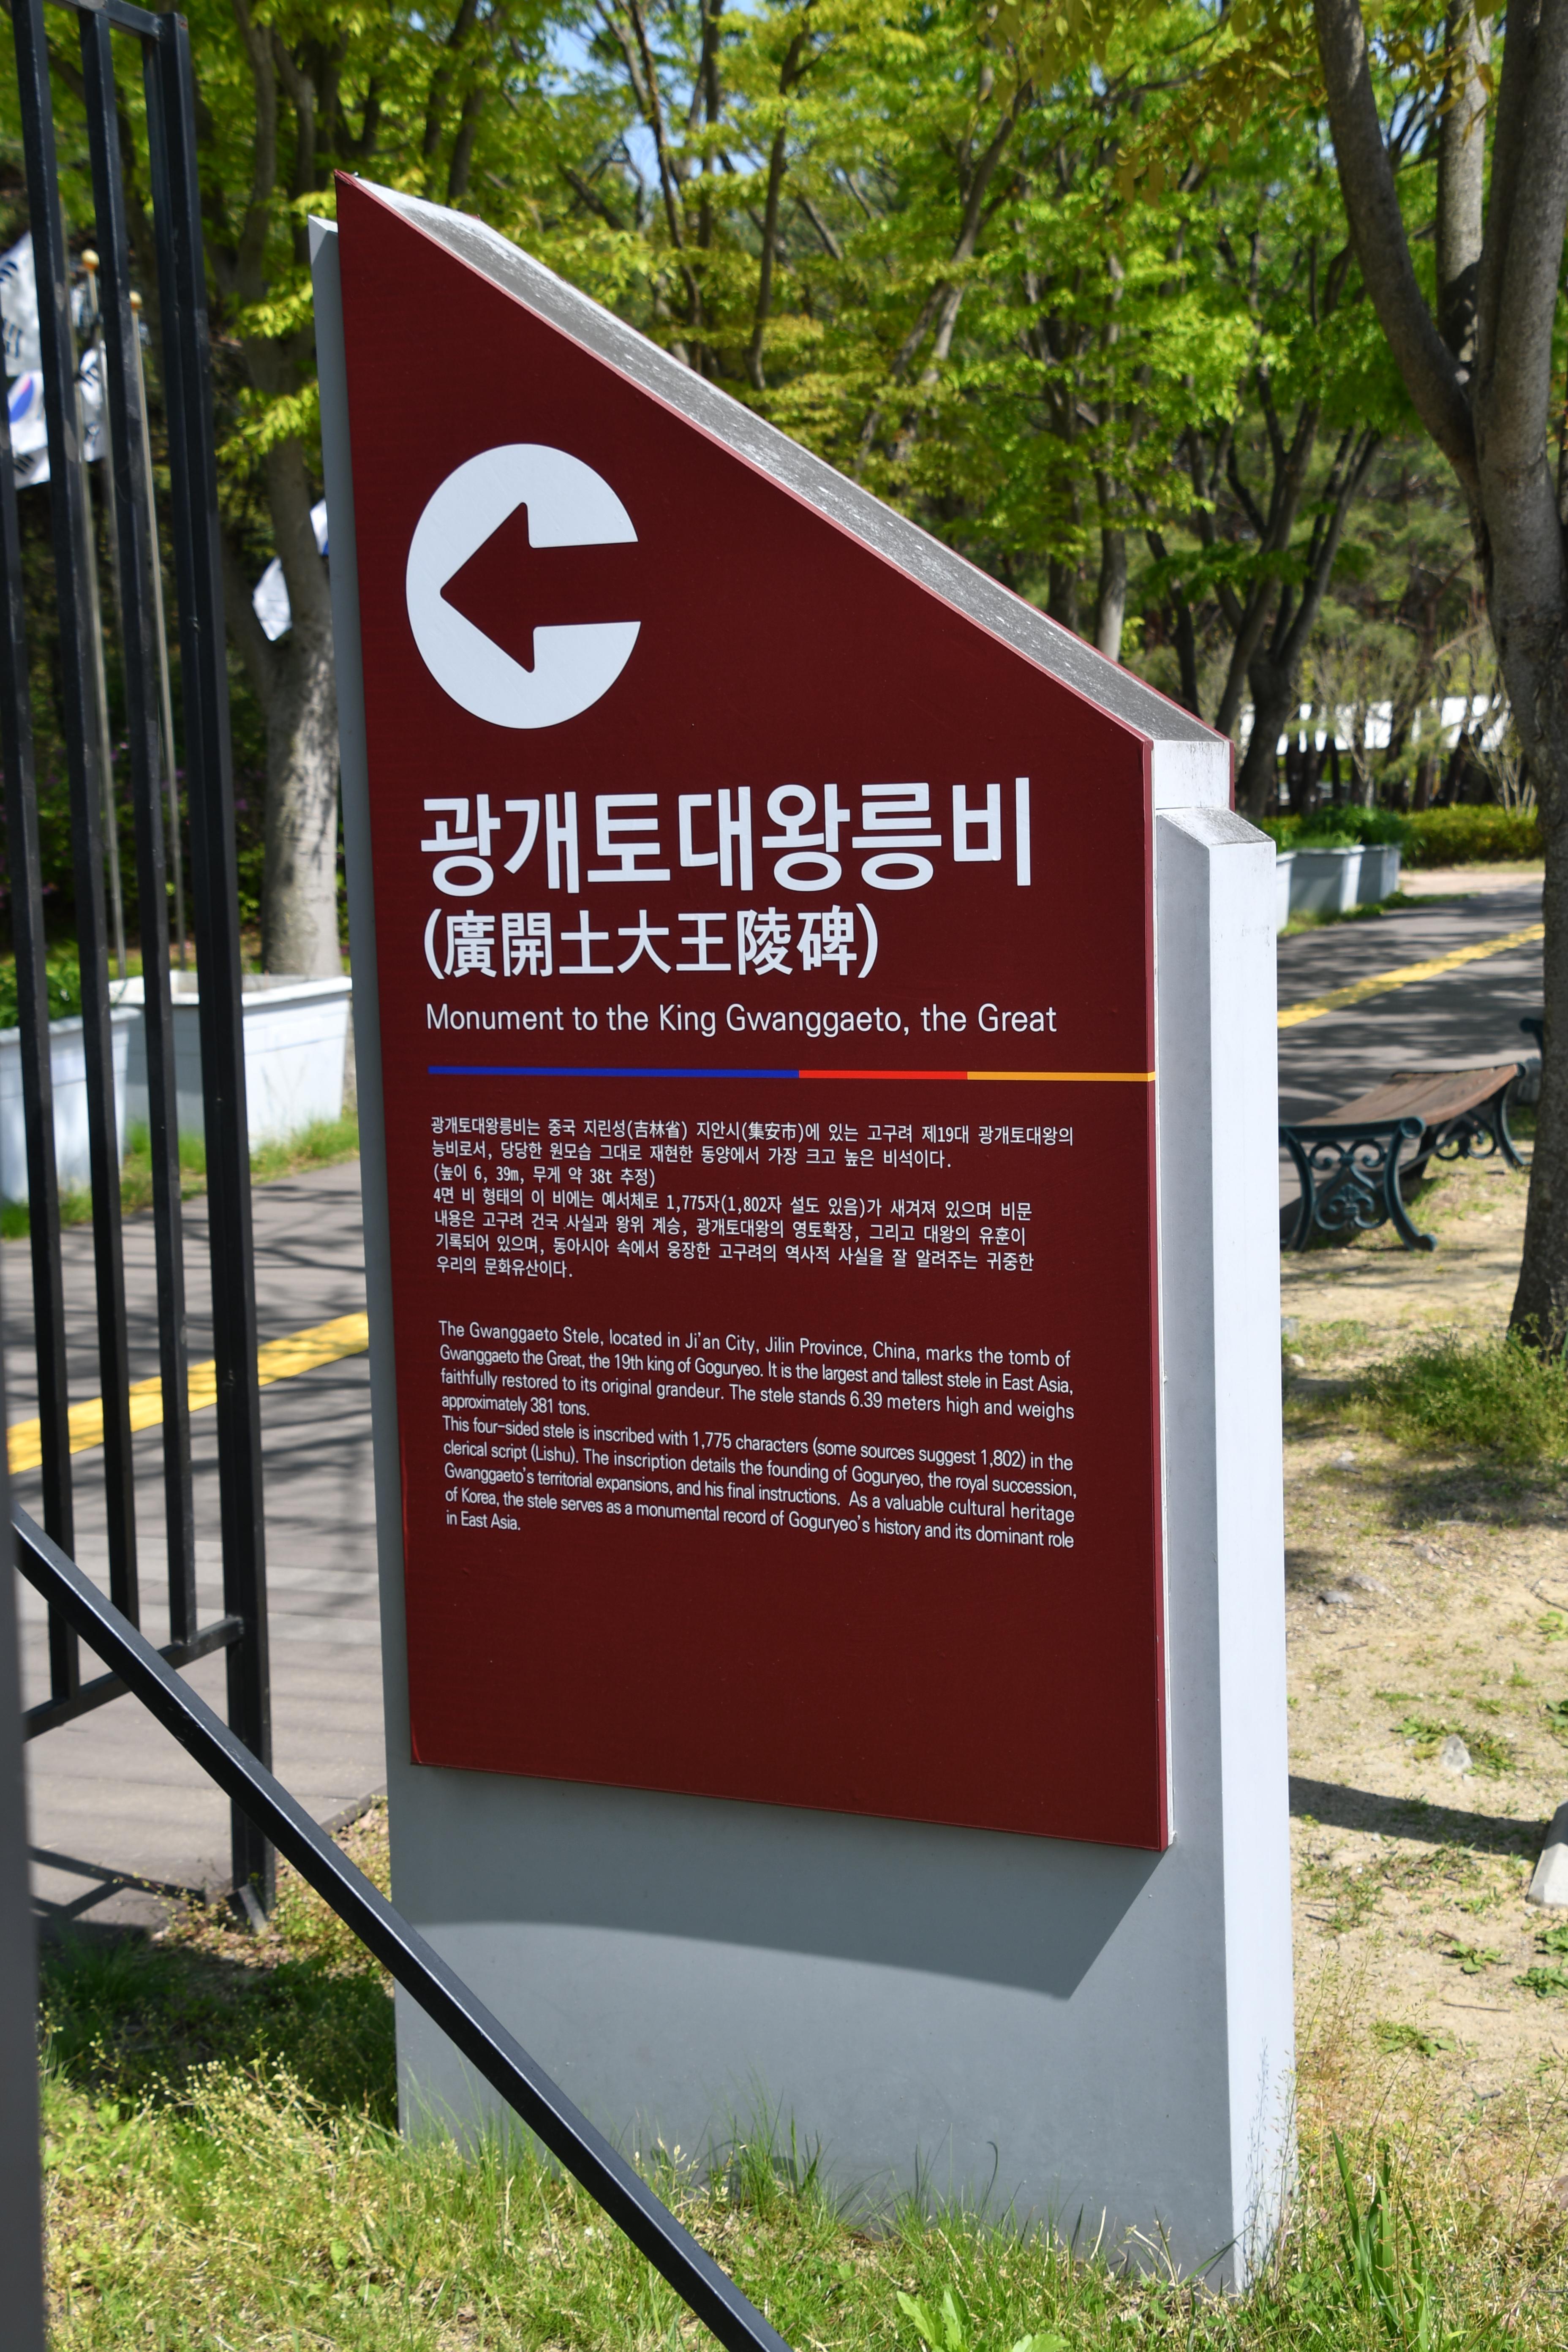 광개토대왕릉비
(廣開土大王陵碑)
Monument to the King Gwanggaeto, the Great
광개토대왕릉비는 중국 지린성(吉林省) 지안시(集安市)에 있는 고구려 제19대 광개토대왕의
능비로서, 당당한 원모습 그대로 재현한 동양에서 가장 크고 높은 비석이다.
(높이 6, 39m, 무게 약 38t 추정)
4면 비 형태의 이 비에는 예서체로 1,775자(1,802자 설도 있음)가 새겨져 있으며 비문
내용은 고구려 건국 사실과 왕위 계승, 광개토대왕의 영토확장, 그리고 대왕의 유훈이
기록되어 있으며, 동아시아 속에서 웅장한 고구려의 역사적 사실을 잘 알려주는 귀중한
우리의 문화유산이다.
The Gwanggaeto Stele, located in Ji'an City, Jilin Province, China, marks the tomb of
Gwanggaeto the Great, the 19th king of Goguryeo. It is the largest and tallest stele in East Asia,
faithfully restored to its original grandeur. The stele stands 6.39 meters high and weighs
approximately 381 tons.
This four-sided stele is inscribed with 1,775 characters (some sources suggest 1,802) in the
clerical script (Lishu). The inscription details the founding of Goguryeo, the royal succession,
Gwanggaeto's territorial expansions, and his final instructions. As a valuable cultural heritage
of Korea, the stele serves as a monumental record of Goguryeo's history and its dominant role
in East Asia.